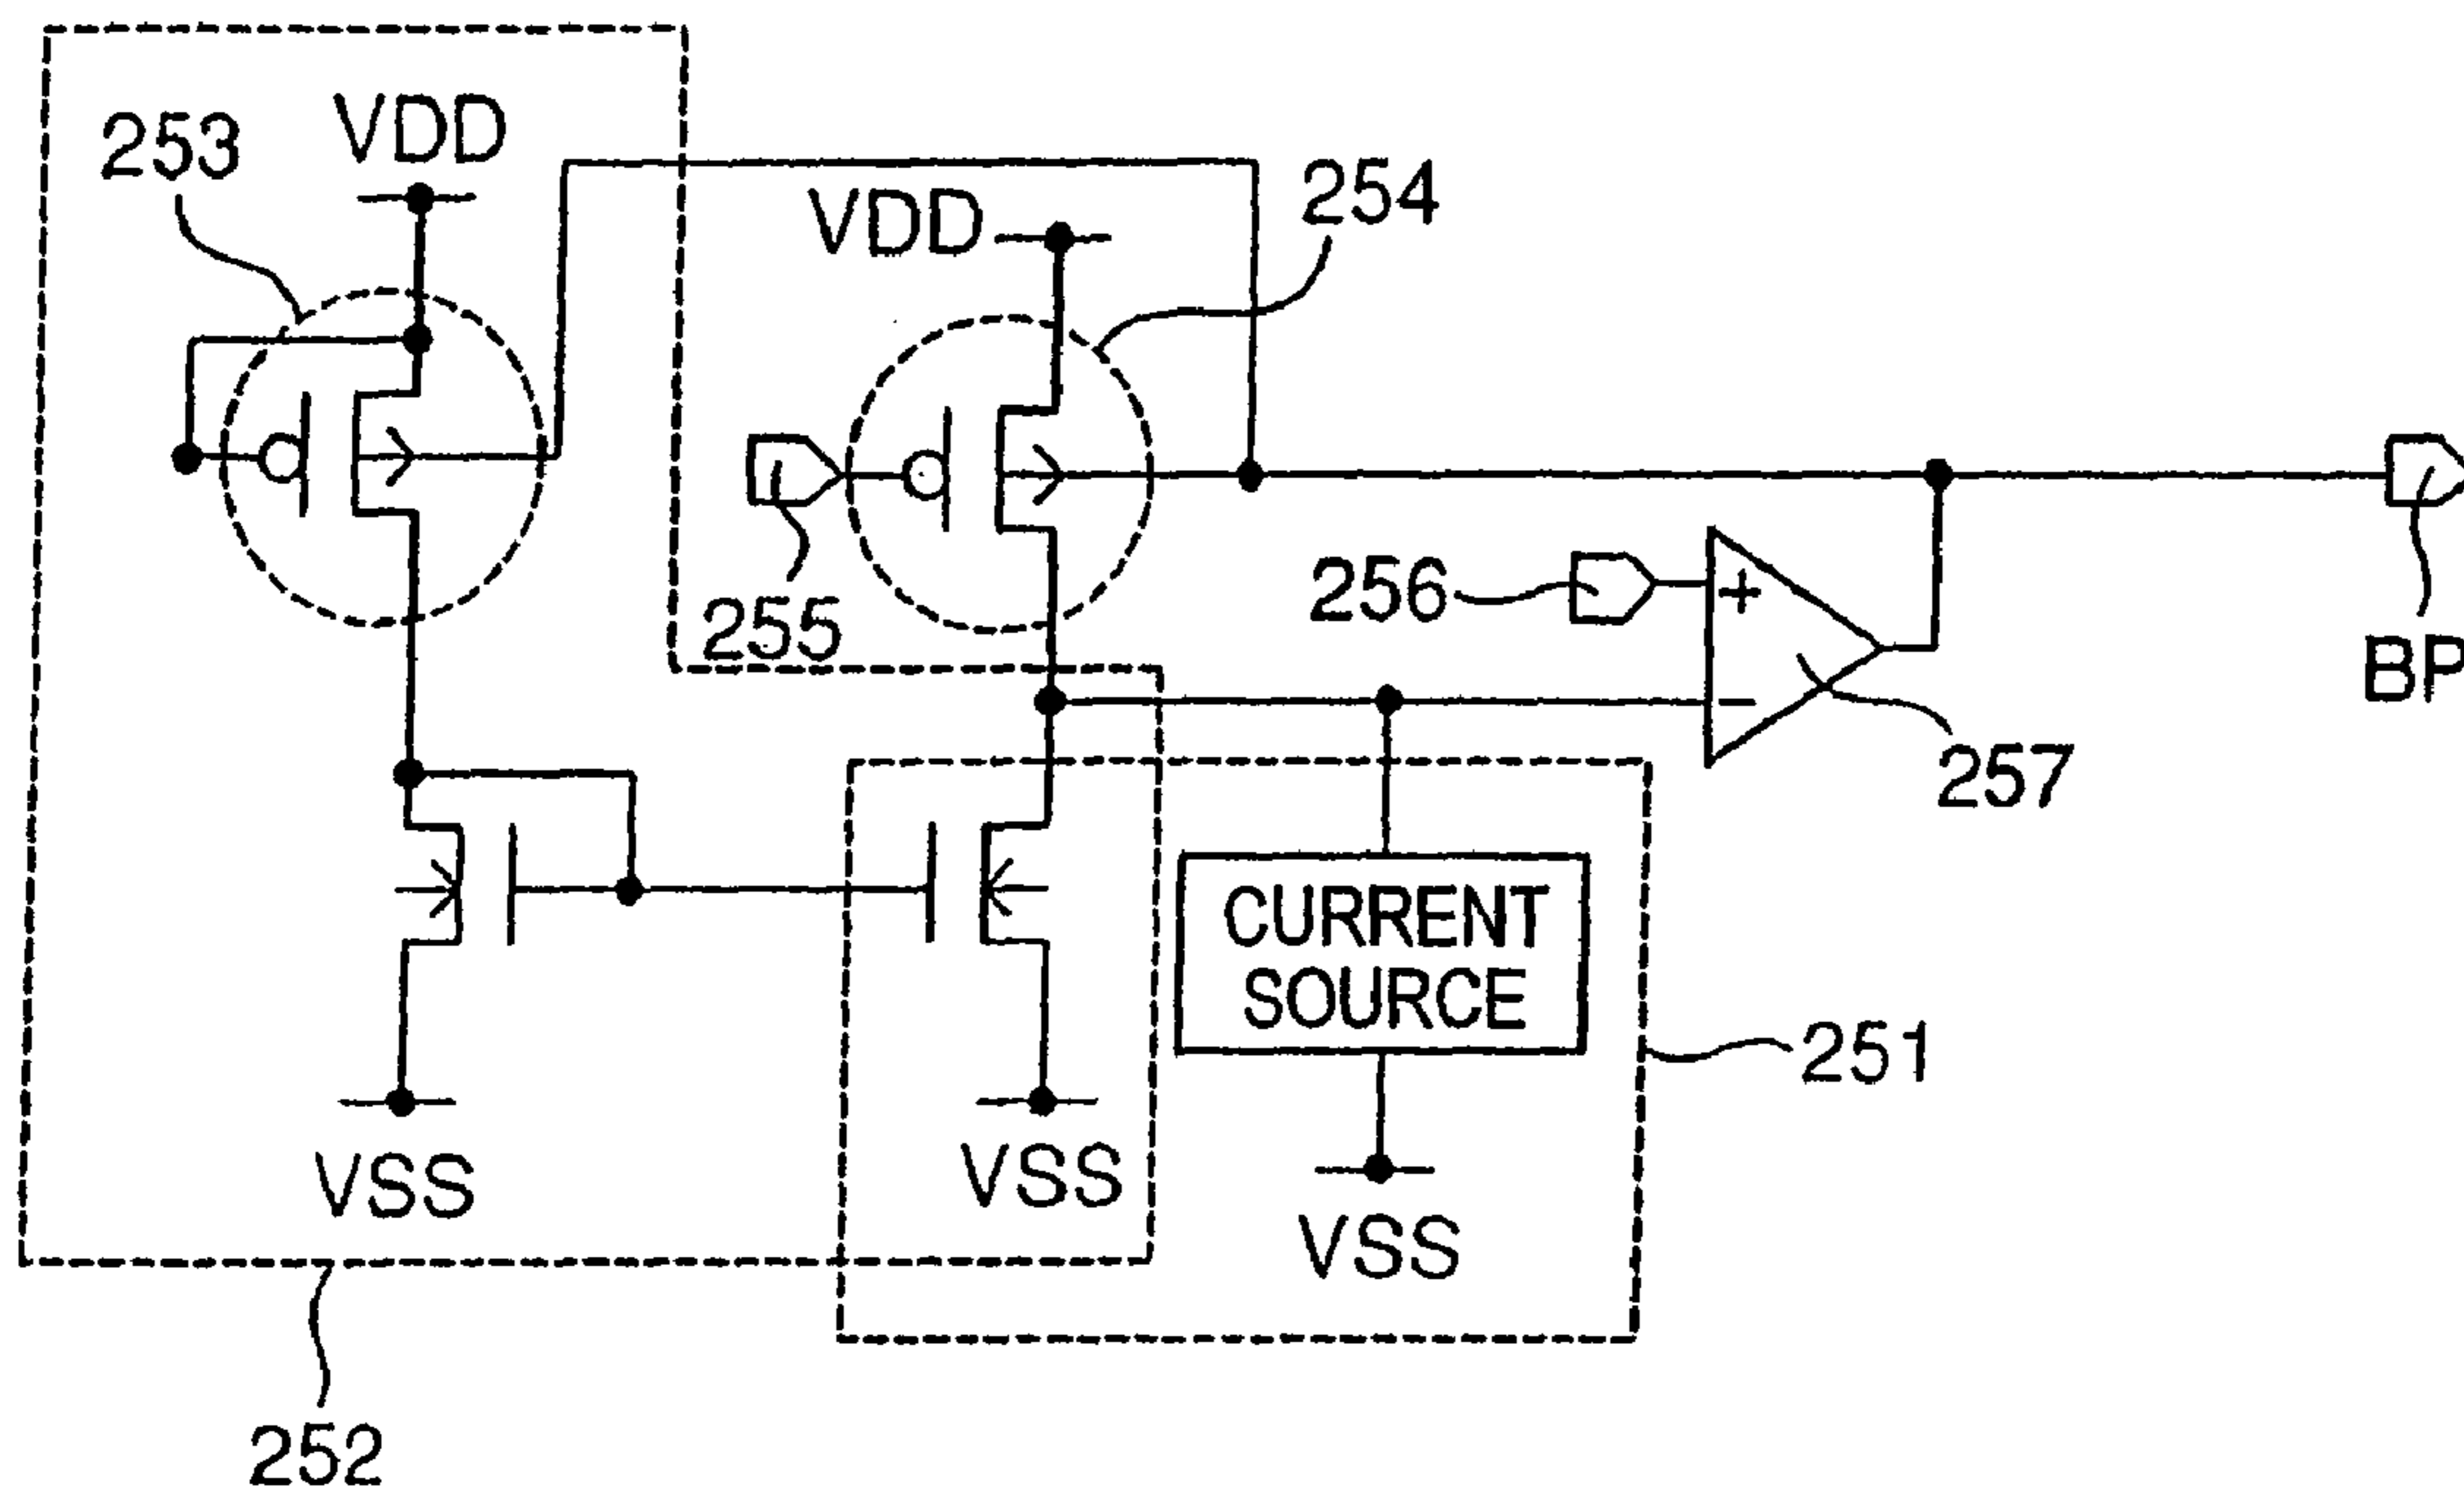 253
VDD
VDD
254
255
256
+
−
BP
257
CURRENT
SOURCE
251
VSS
VSS
VSS
252